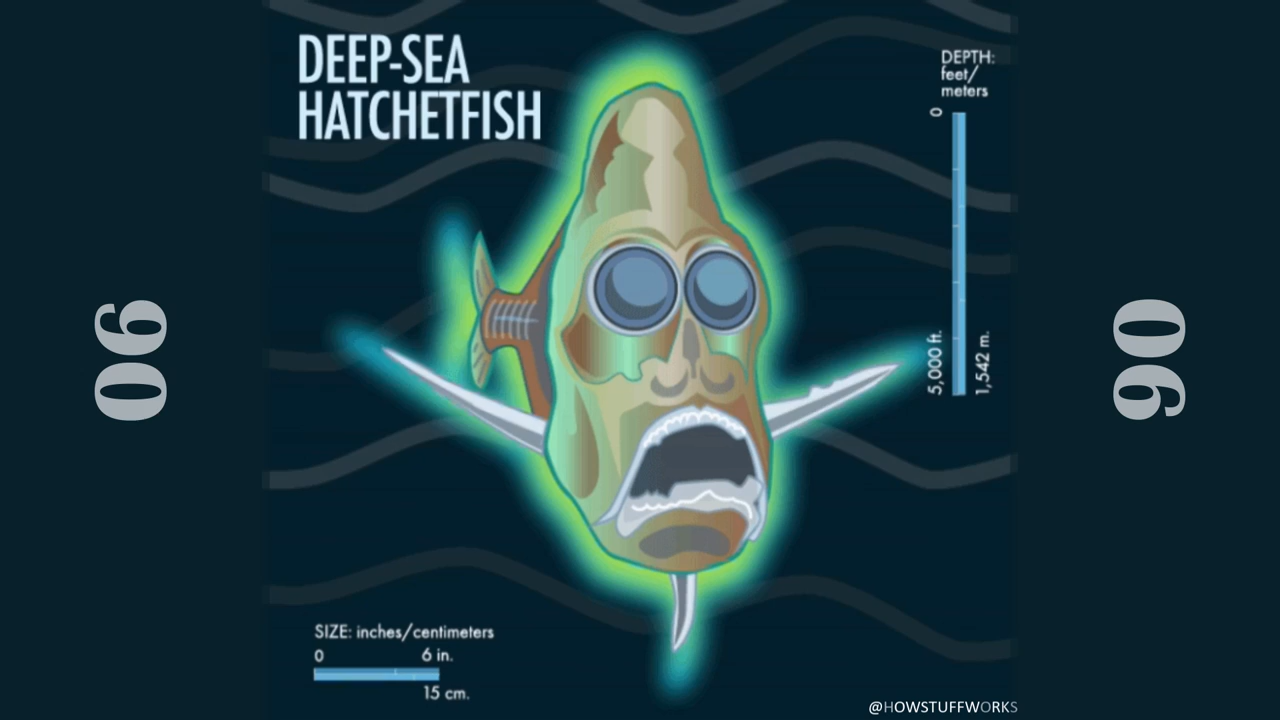 DEEP-SEA
HATCHETFISH
DEPTH:
feet/
meters
0
5,000 ft.
1,542 m.
06
06
SIZE: inches/centimeters
0 6 in.
15 cm.
@HOWSTUFFWORKS